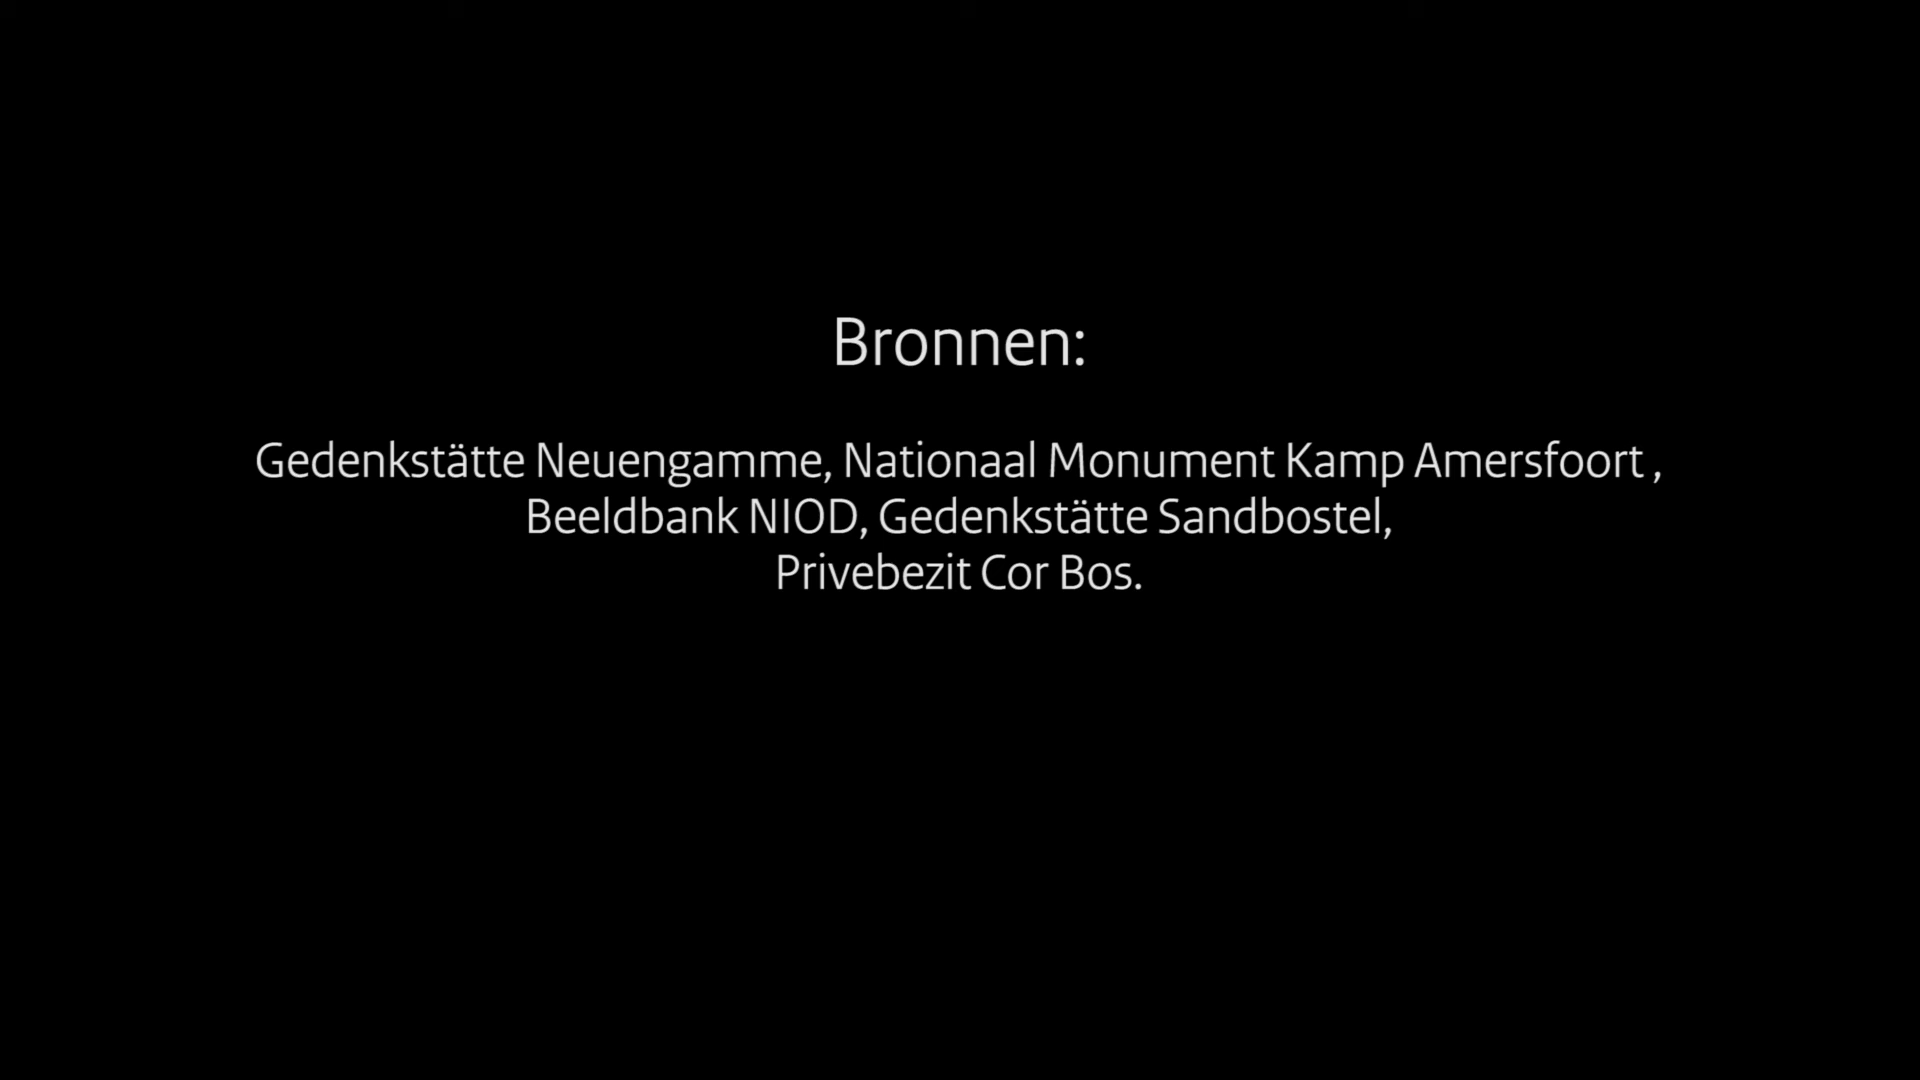 Bronnen:
Gedenkstätte Neuengamme, Nationaal Monument Kamp Amersfoort ,
Beeldbank NIOD, Gedenkstätte Sandbostel,
Privebezit Cor Bos.